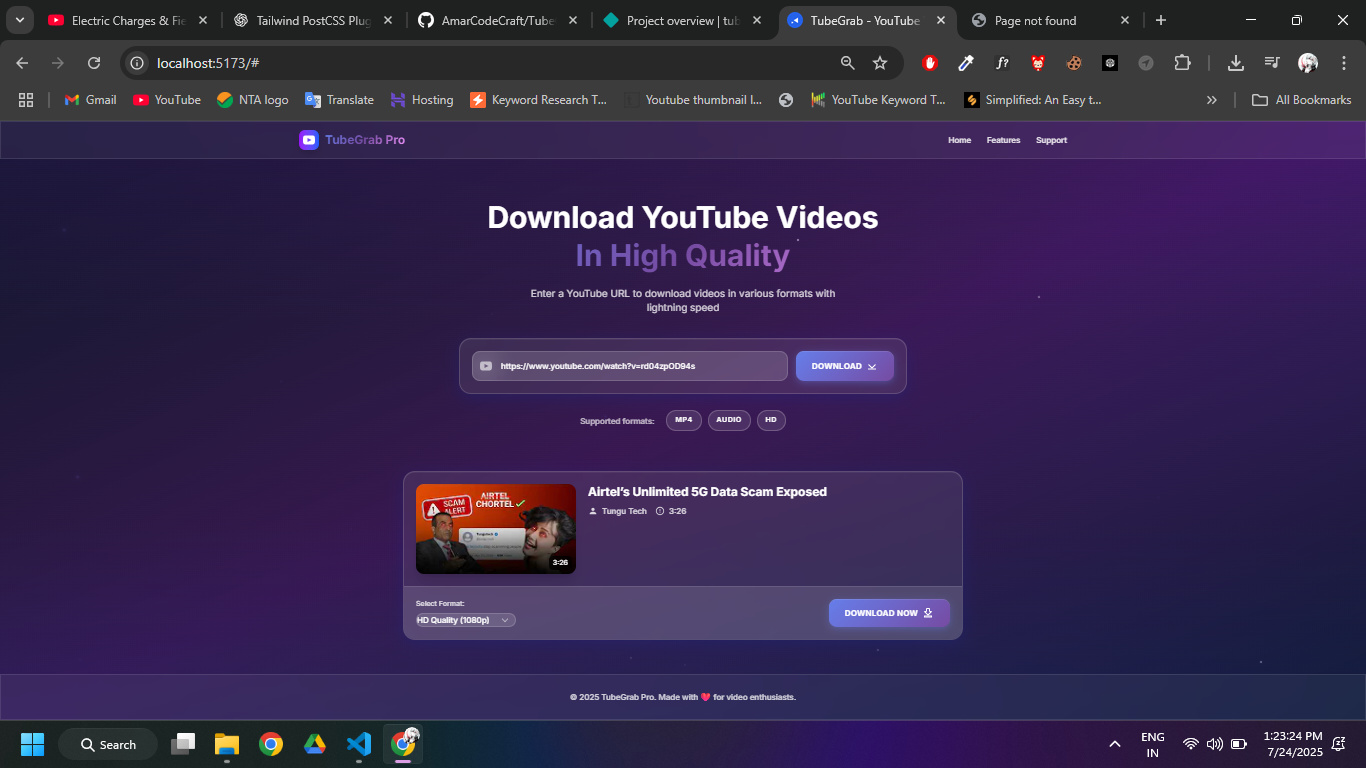 Electric Charges & Fie
Tailwind PostCSS Plug
AmarCodeCraft/Tube
Project overview | tub
TubeGrab - YouTube
Page not found
localhost:5173/#
Gmail
YouTube
NTA logo
Translate
Hosting
Keyword Research T...
Youtube thumbnail I...
YouTube Keyword T...
Simplified: An Easy t...
»
All Bookmarks
TubeGrab Pro
Home
Features
Support
Download YouTube Videos
In High Quality
Enter a YouTube URL to download videos in various formats with
lightning speed
https://www.youtube.com/watch?v=rd04zpOD94s
DOWNLOAD
Supported formats:
MP4
AUDIO
HD
SCAM
ALERT
AIRTEL
CHORTEL
3:26
Airtel’s Unlimited 5G Data Scam Exposed
Tungu Tech
3:26
Select Format:
HD Quality (1080p)
DOWNLOAD NOW
© 2025 TubeGrab Pro. Made with 💖 for video enthusiasts.
Search
ENG
IN
1:23:24 PM
7/24/2025